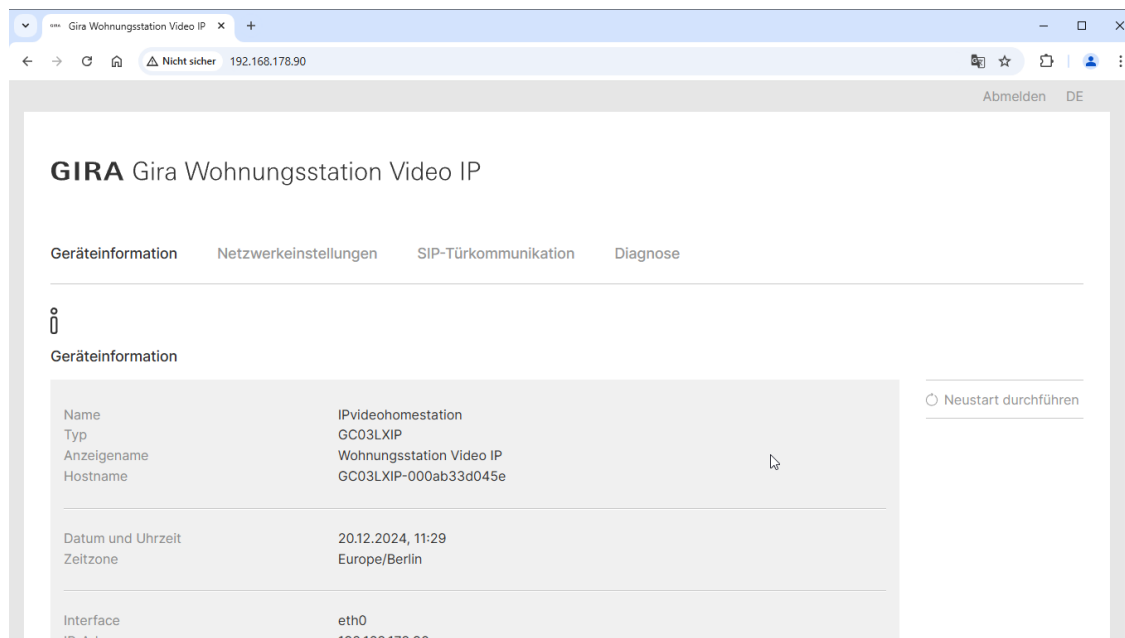 Gira Wohnungsstation Video IP
Nicht sicher 192.168.178.90
Abmelden DE
GIRA Gira Wohnungsstation Video IP
Geräteinformation Netzwerkeinstellungen SIP-Türkommunikation Diagnose
Geräteinformation
Neustart durchführen
Name IPvideohomestation
Typ GC03LXIP
Anzeigename Wohnungsstation Video IP
Hostname GC03LXIP-000ab33d045e
Datum und Uhrzeit 20.12.2024, 11:29
Zeitzone Europe/Berlin
Interface eth0